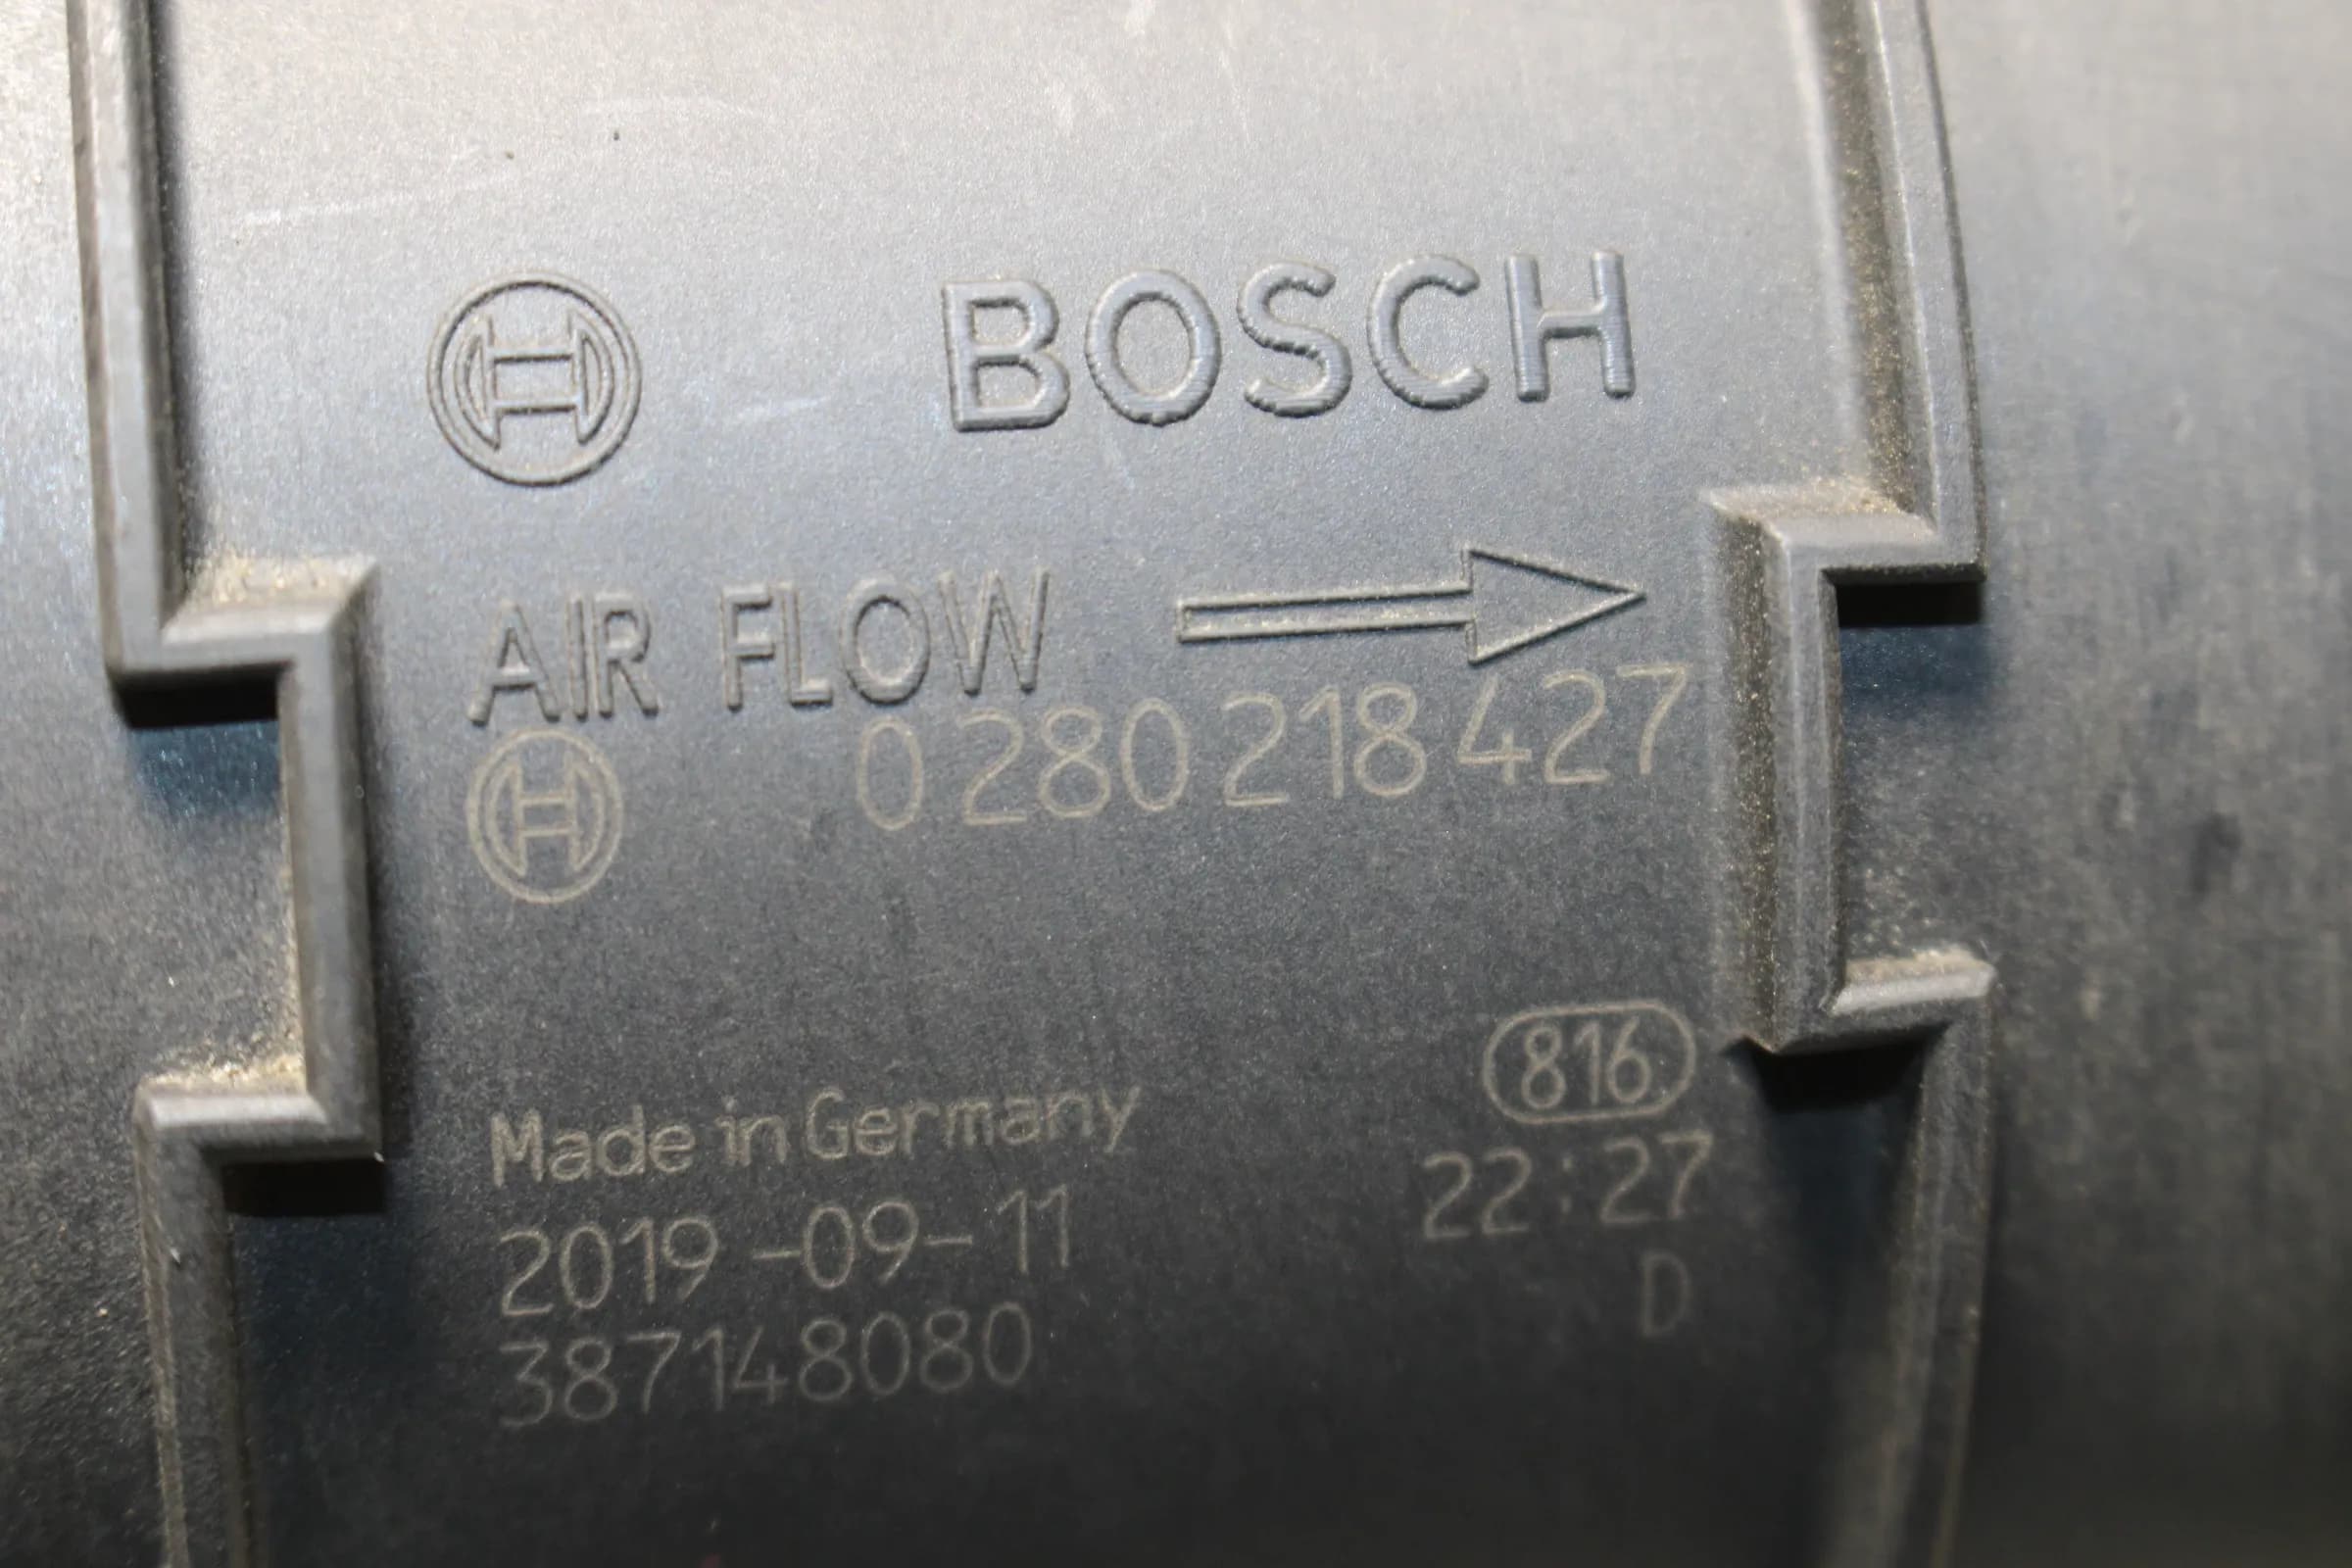 BOSCH
AIR FLOW
0 280 218 427
816
Made in Germany
22:27
2019-09-11
D
387148080